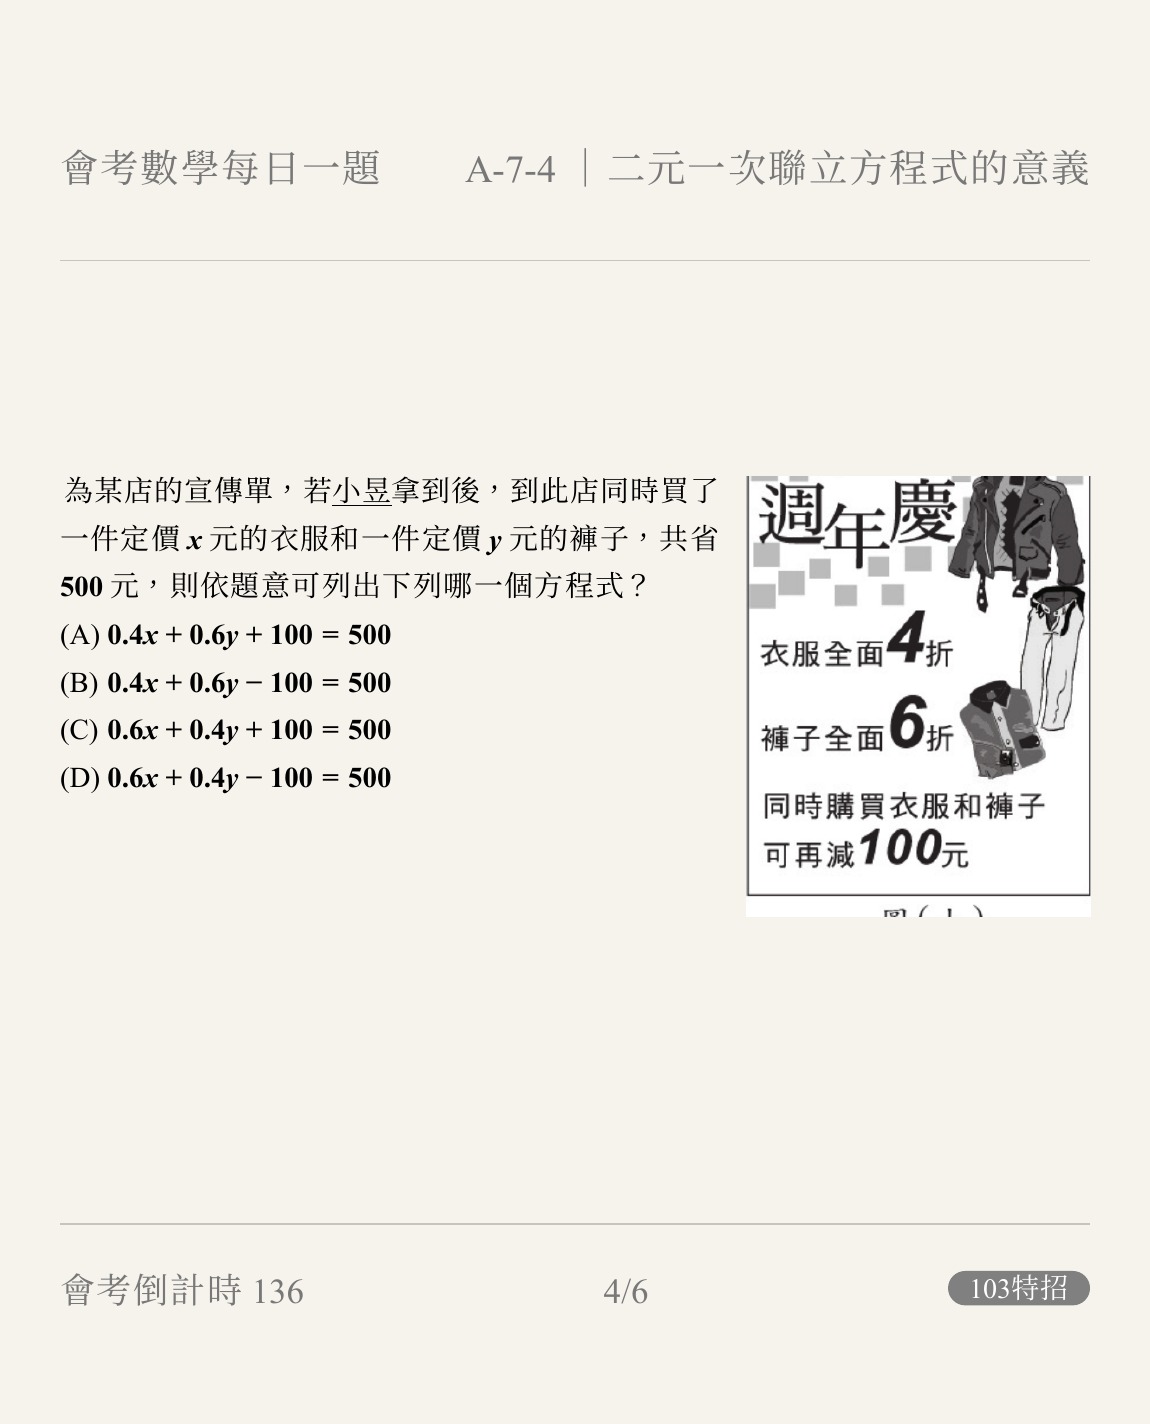 會考數學每日一題
A-7-4｜二元一次聯立方程式的意義
為某店的宣傳單，若小昱拿到後，到此店同時買了
一件定價 x 元的衣服和一件定價 y 元的褲子，共省
500 元，則依題意可列出下列哪一個方程式？
(A) 0.4x + 0.6y + 100 = 500
(B) 0.4x + 0.6y − 100 = 500
(C) 0.6x + 0.4y + 100 = 500
(D) 0.6x + 0.4y − 100 = 500
週年慶
衣服全面4折
褲子全面6折
同時購買衣服和褲子
可再減100元
會考倒計時 136
4/6
103特招